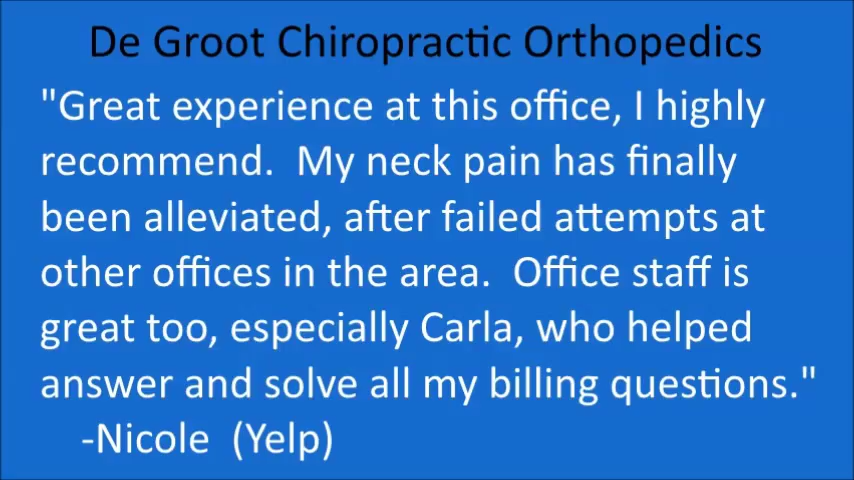 De Groot Chiropractic Orthopedics
"Great experience at this office, I highly
recommend.  My neck pain has finally
been alleviated, after failed attempts at
other offices in the area.  Office staff is
great too, especially Carla, who helped
answer and solve all my billing questions."
-Nicole  (Yelp)